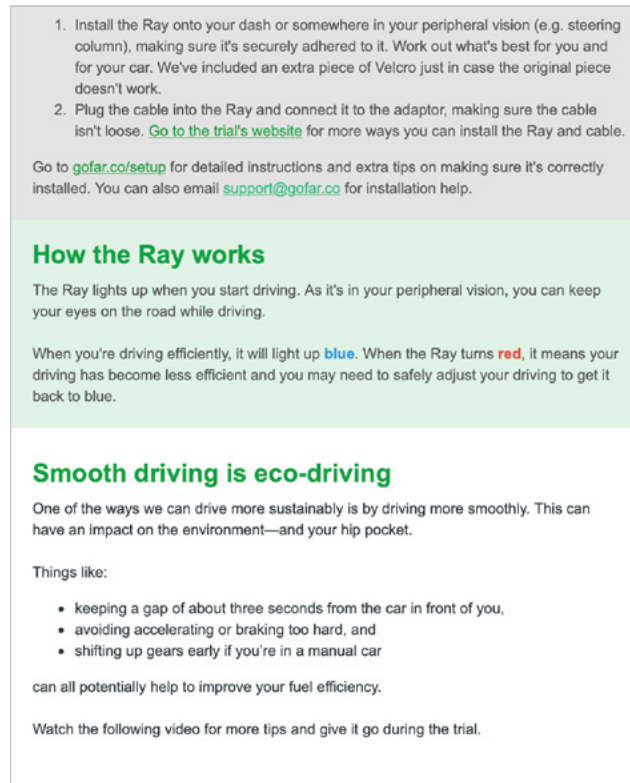 1. Install the Ray onto your dash or somewhere in your peripheral vision (e.g. steering
column), making sure it's securely adhered to it. Work out what's best for you and
for your car. We've included an extra piece of Velcro just in case the original piece
doesn't work.
2. Plug the cable into the Ray and connect it to the adaptor, making sure the cable
isn't loose. Go to the trial's website for more ways you can install the Ray and cable.
Go to gofar.co/setup for detailed instructions and extra tips on making sure it's correctly
installed. You can also email support@gofar.co for installation help.
How the Ray works
The Ray lights up when you start driving. As it's in your peripheral vision, you can keep
your eyes on the road while driving.
When you're driving efficiently, it will light up blue. When the Ray turns red, it means your
driving has become less efficient and you may need to safely adjust your driving to get it
back to blue.
Smooth driving is eco-driving
One of the ways we can drive more sustainably is by driving more smoothly. This can
have an impact on the environment—and your hip pocket.
Things like:
• keeping a gap of about three seconds from the car in front of you,
• avoiding accelerating or braking too hard, and
• shifting up gears early if you're in a manual car
can all potentially help to improve your fuel efficiency.
Watch the following video for more tips and give it go during the trial.